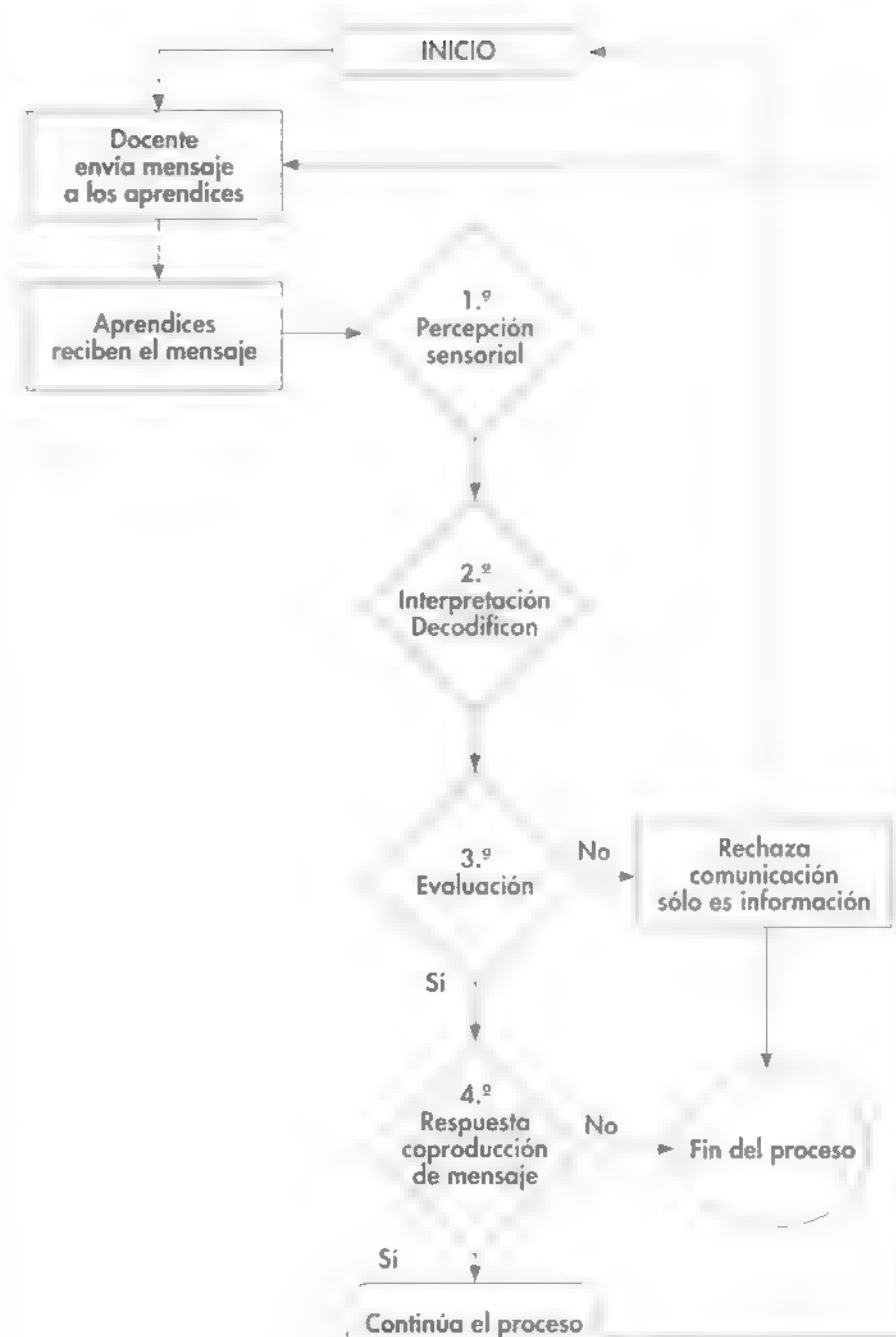 INICIO
Docente
envía mensaje
a los aprendices
Aprendices
reciben el mensaje
1.º
Percepción
sensorial
2.º
Interpretación
Decodifican
3.º
Evaluación
No
Rechaza
comunicación
sólo es información
Sí
4.º
Respuesta
coproducción
de mensaje
No
Fin del proceso
Sí
Continúa el proceso